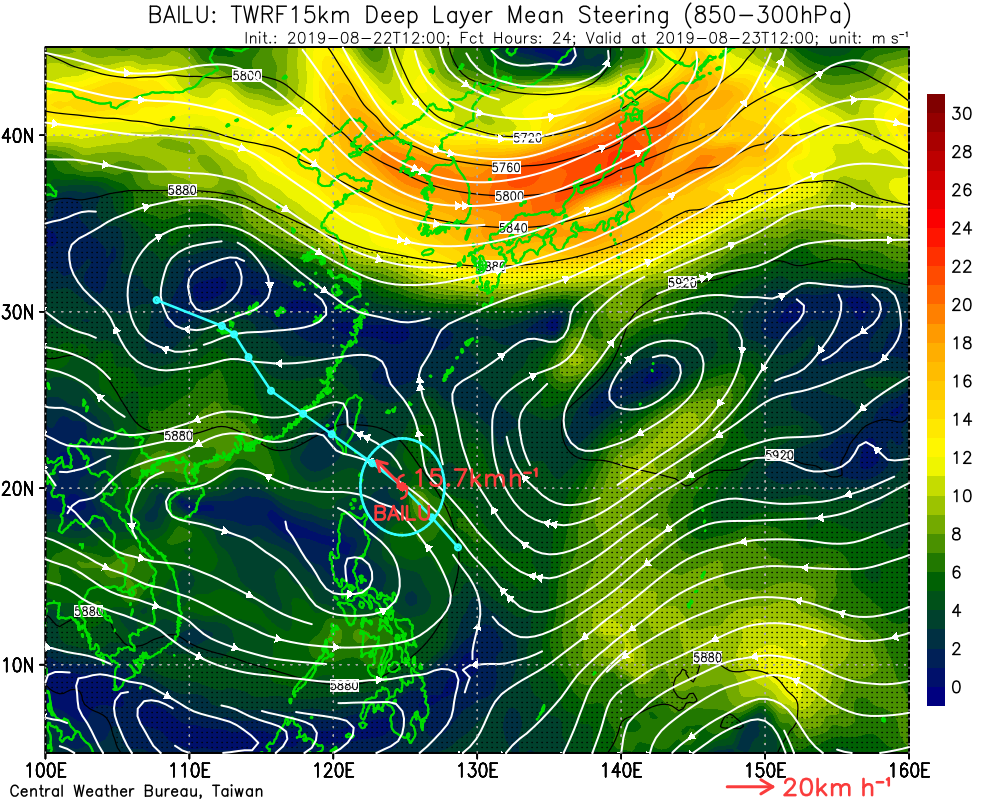 BAILU: TWRF15km Deep Layer Mean Steering (850−300hPa)
Init.: 2019−08−22T12:00; Fct Hours: 24; Valid at 2019−08−23T12:00; unit: m s⁻¹
5800
5720
40N
5760
5880
5800
5840
5880
5920
30N
5880
5920
15.7kmh⁻¹
20N
BAILU
5880
5880
10N
5880
100E 110E 120E 130E 140E 150E 160E
30
28
26
24
22
20
18
16
14
12
10
8
6
4
2
0
20km h⁻¹
Central Weather Bureau, Taiwan